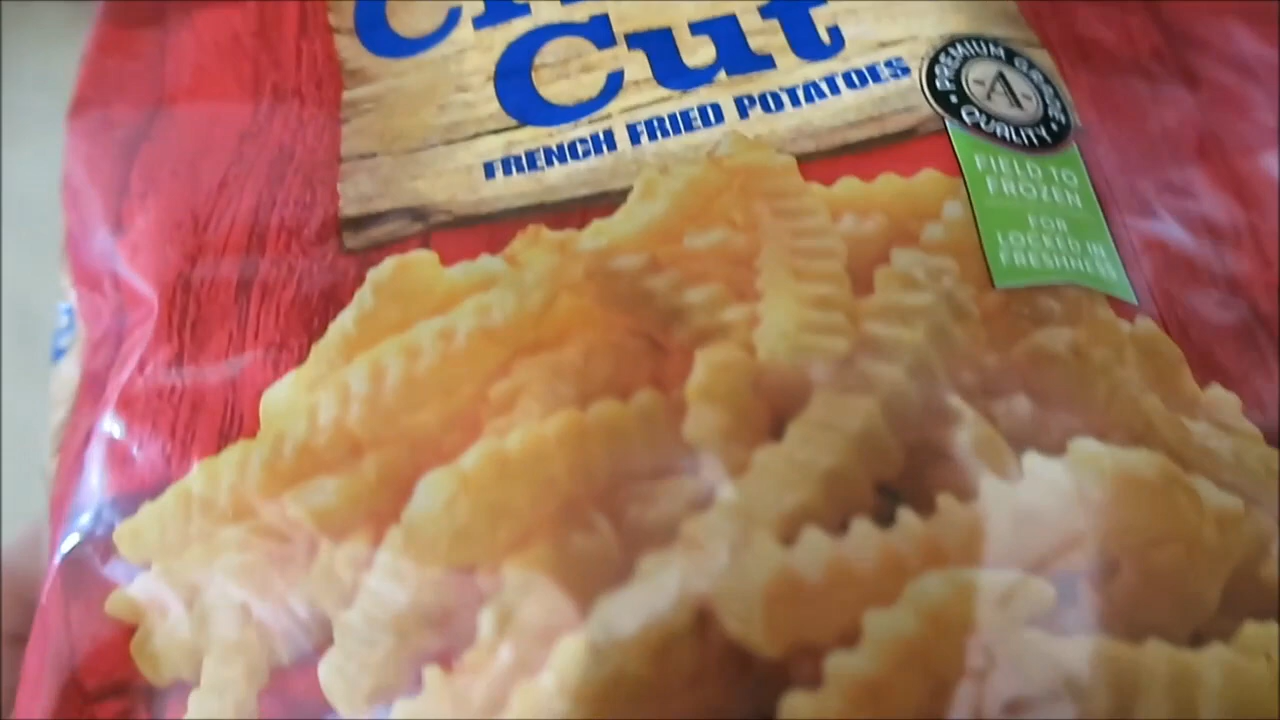 Cut
FRENCH FRIED POTATOES
PREMIUM GRADE
A
QUALITY
FIELD TO
FROZEN
FOR
LOCKED IN
FRESHNESS